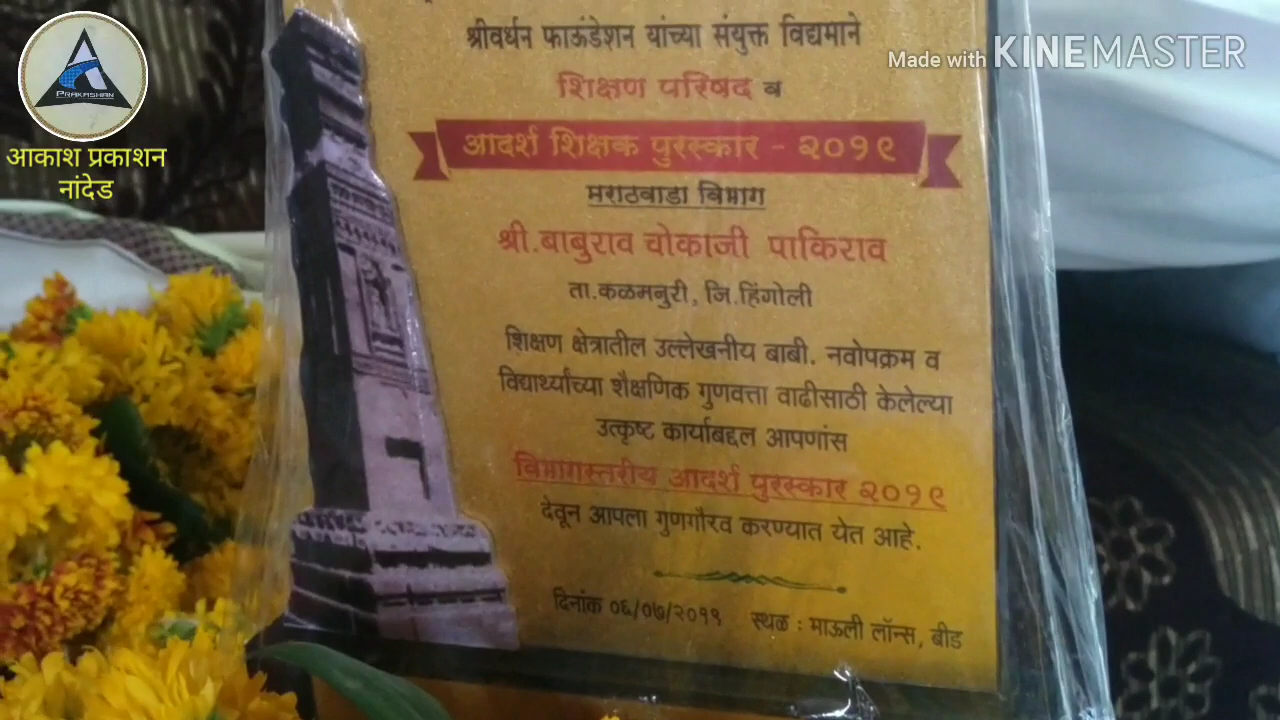 श्रीवर्धन फाऊंडेशन यांच्या संयुक्त विद्यमाने
Made with KINEMASTER
शिक्षण परिषद व
PRAKASHAN
आकाश प्रकाशन
नांदेड
आदर्श शिक्षक पुरस्कार - २०१९
मराठवाडा विभाग
श्री.बाबुराव चोकाजी पाकिराव
ता.कळमनुरी, जि.हिंगोली
शिक्षण क्षेत्रातील उल्लेखनीय बाबी. नवोपक्रम व
विद्यार्थ्यांच्या शैक्षणिक गुणवत्ता वाढीसाठी केलेल्या
उत्कृष्ट कार्याबद्दल आपणांस
विभागस्तरीय आदर्श पुरस्कार २०१९
देवून आपला गुणगौरव करण्यात येत आहे.
दिनांक ०६/०७/२०१९ स्थळ : माऊली लॉन्स, बीड